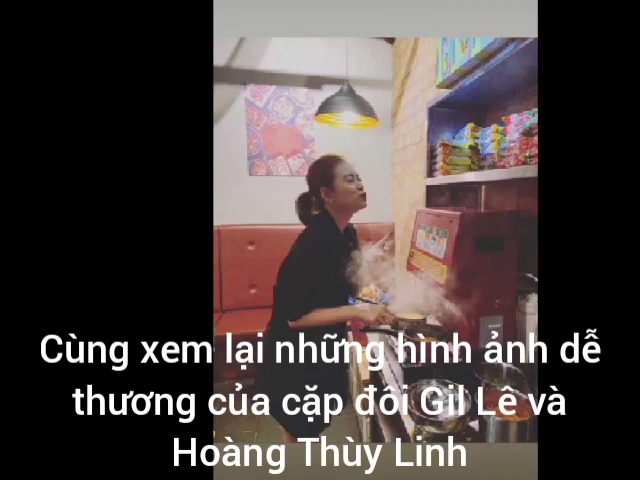 Cùng xem lại những hình ảnh dễ
thương của cặp đôi Gil Lê và
Hoàng Thùy Linh